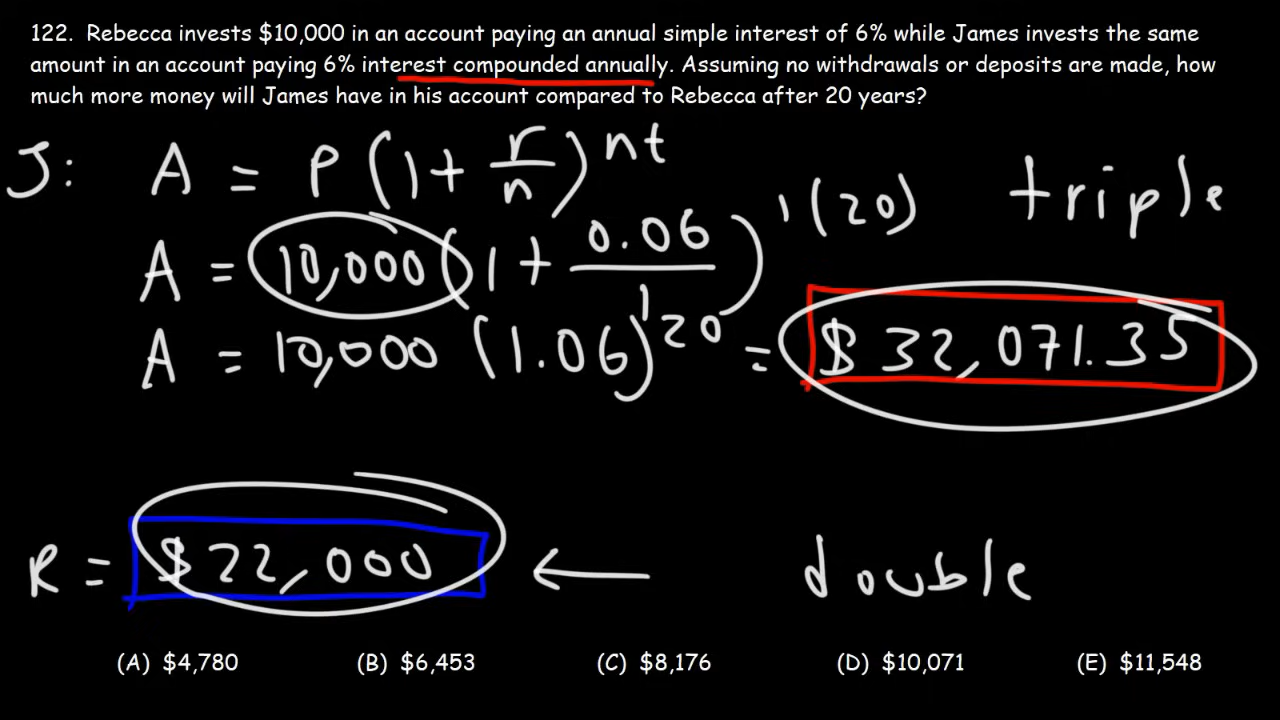 122. Rebecca invests $10,000 in an account paying an annual simple interest of 6% while James invests the same
amount in an account paying 6% interest compounded annually. Assuming no withdrawals or deposits are made, how
much more money will James have in his account compared to Rebecca after 20 years?
J: A = P (1 + r/n)^nt
triple
A = 10,000 (1 + 0.06/1)^1(20)
A = 10,000 (1.06)^20 = $32,071.35
R = $22,000 ← double
(A) $4,780 (B) $6,453 (C) $8,176 (D) $10,071 (E) $11,548